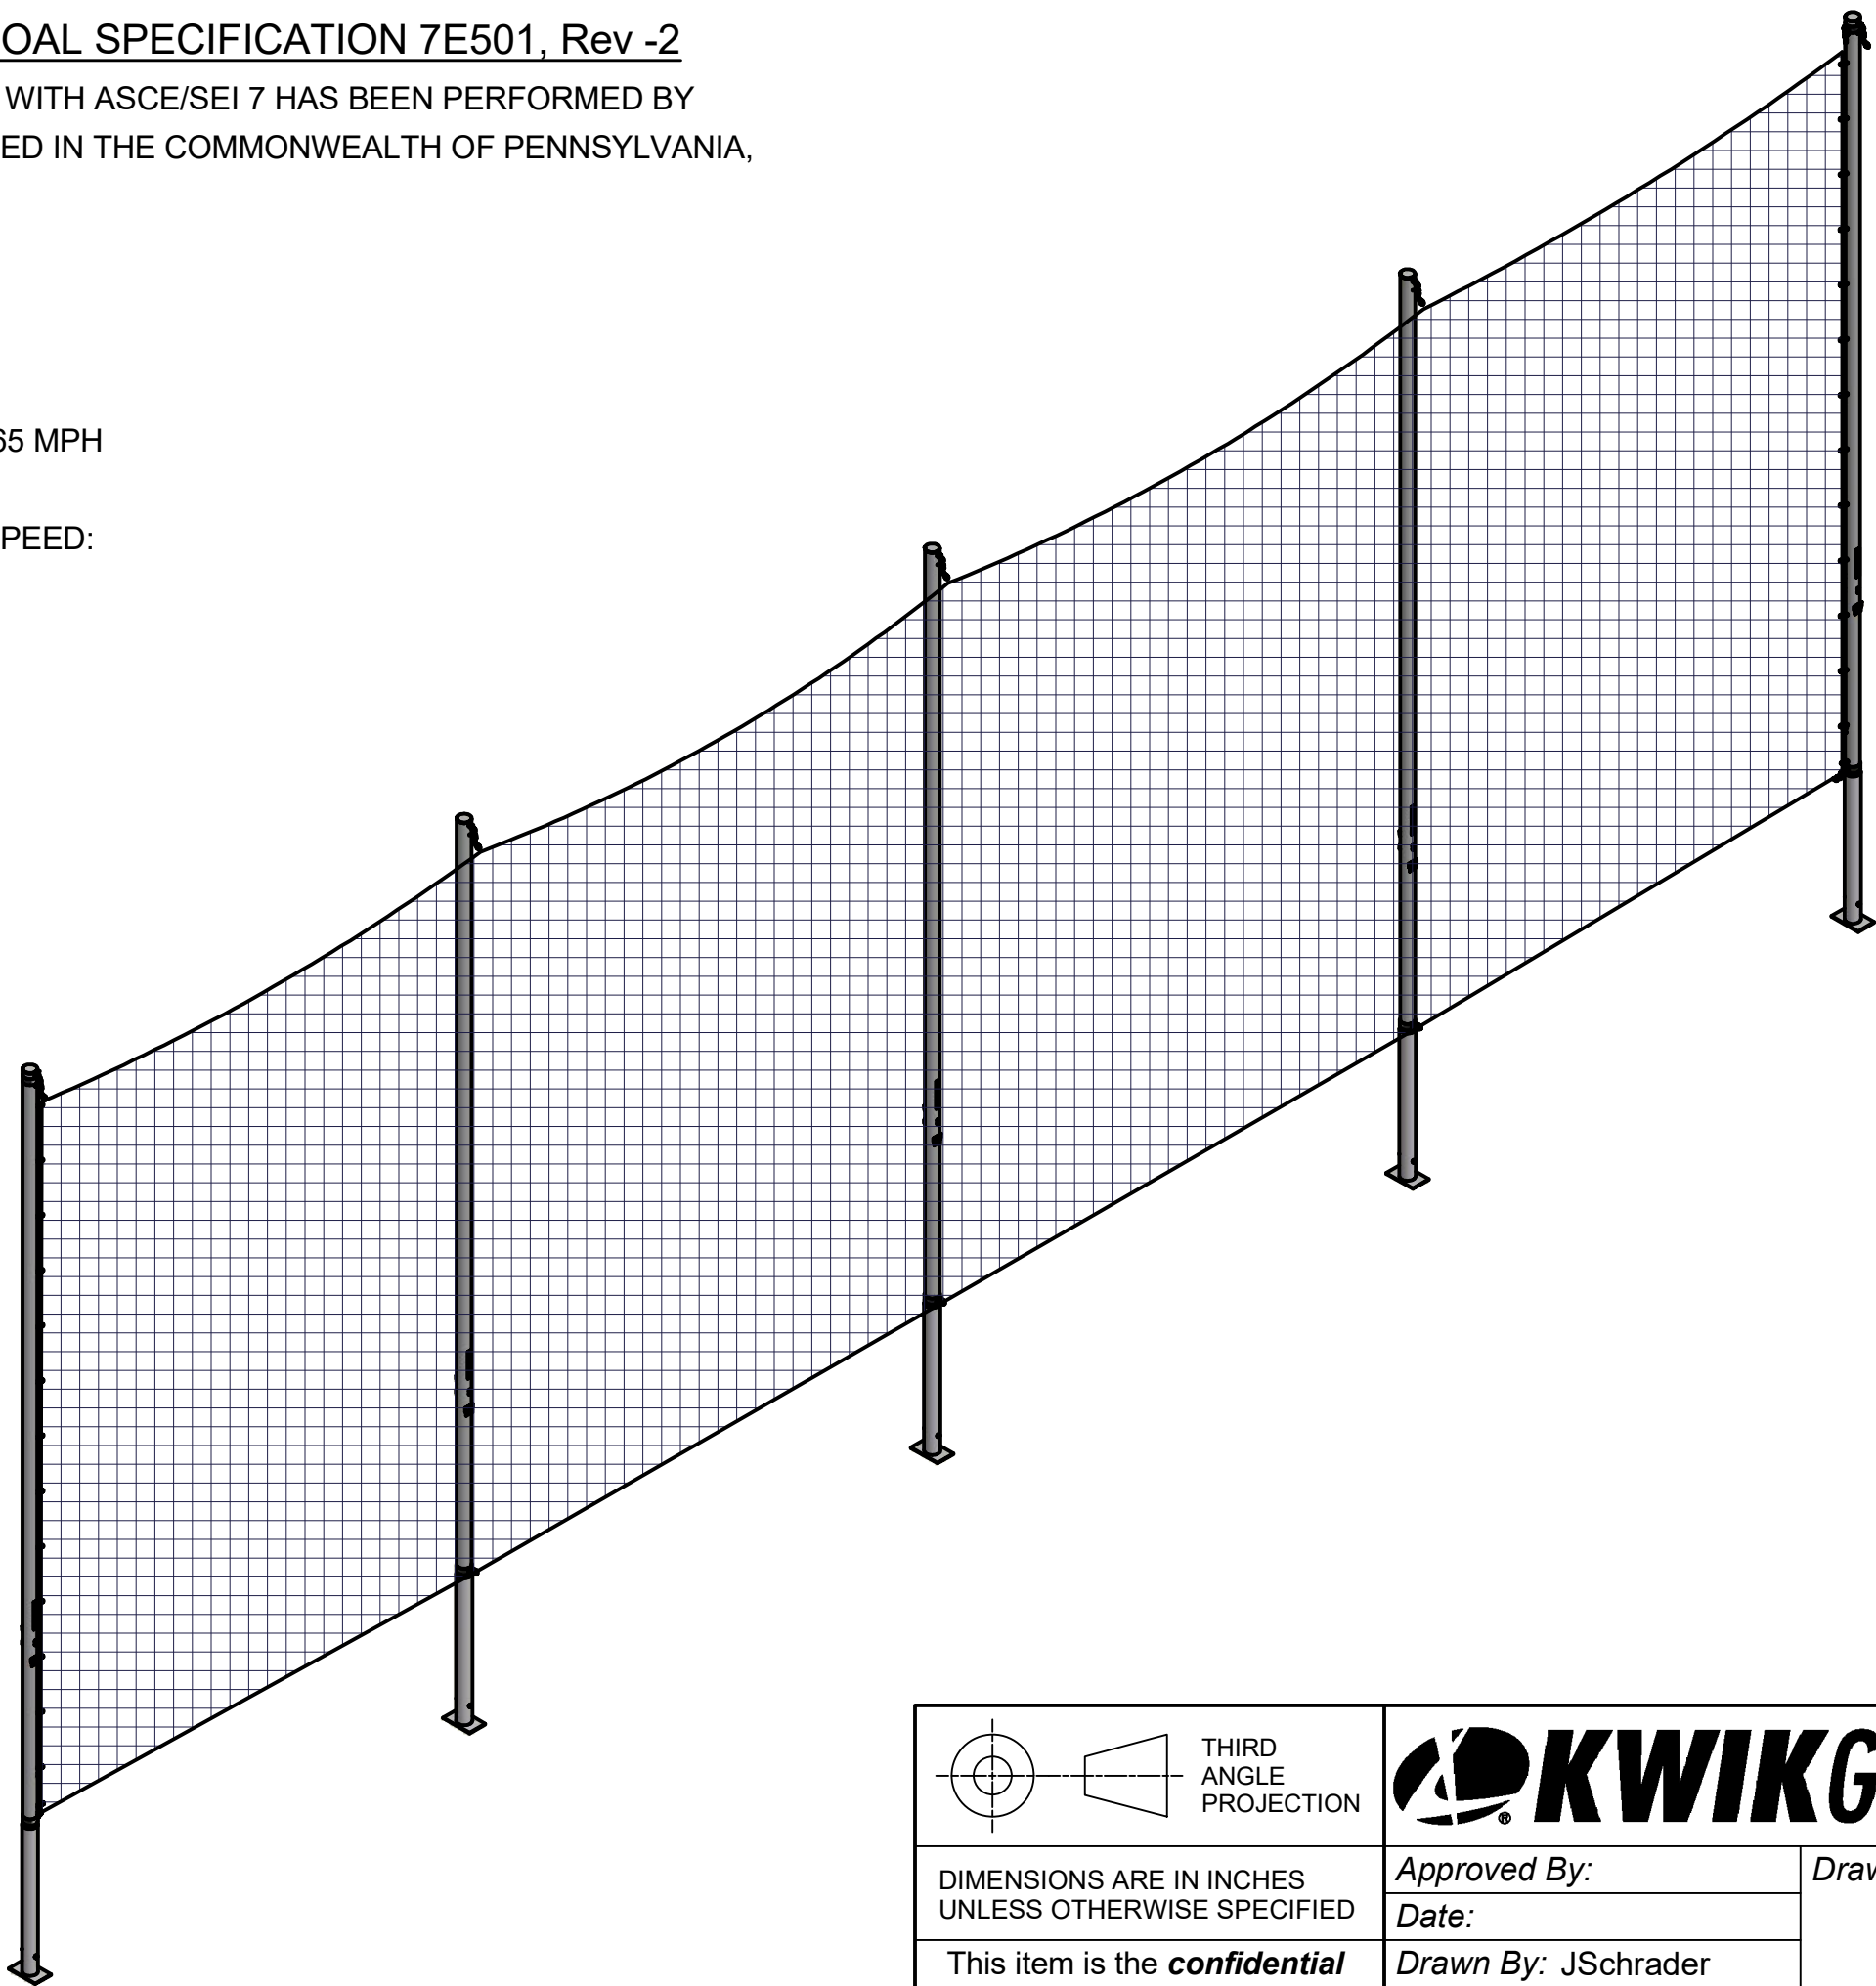 OAL SPECIFICATION 7E501, Rev -2
WITH ASCE/SEI 7 HAS BEEN PERFORMED BY
ED IN THE COMMONWEALTH OF PENNSYLVANIA,
65 MPH
PEED:
THIRD
ANGLE
PROJECTION
® KWIKG
DIMENSIONS ARE IN INCHES
UNLESS OTHERWISE SPECIFIED
Approved By:
Draw
Date:
This item is the confidential
Drawn By: JSchrader